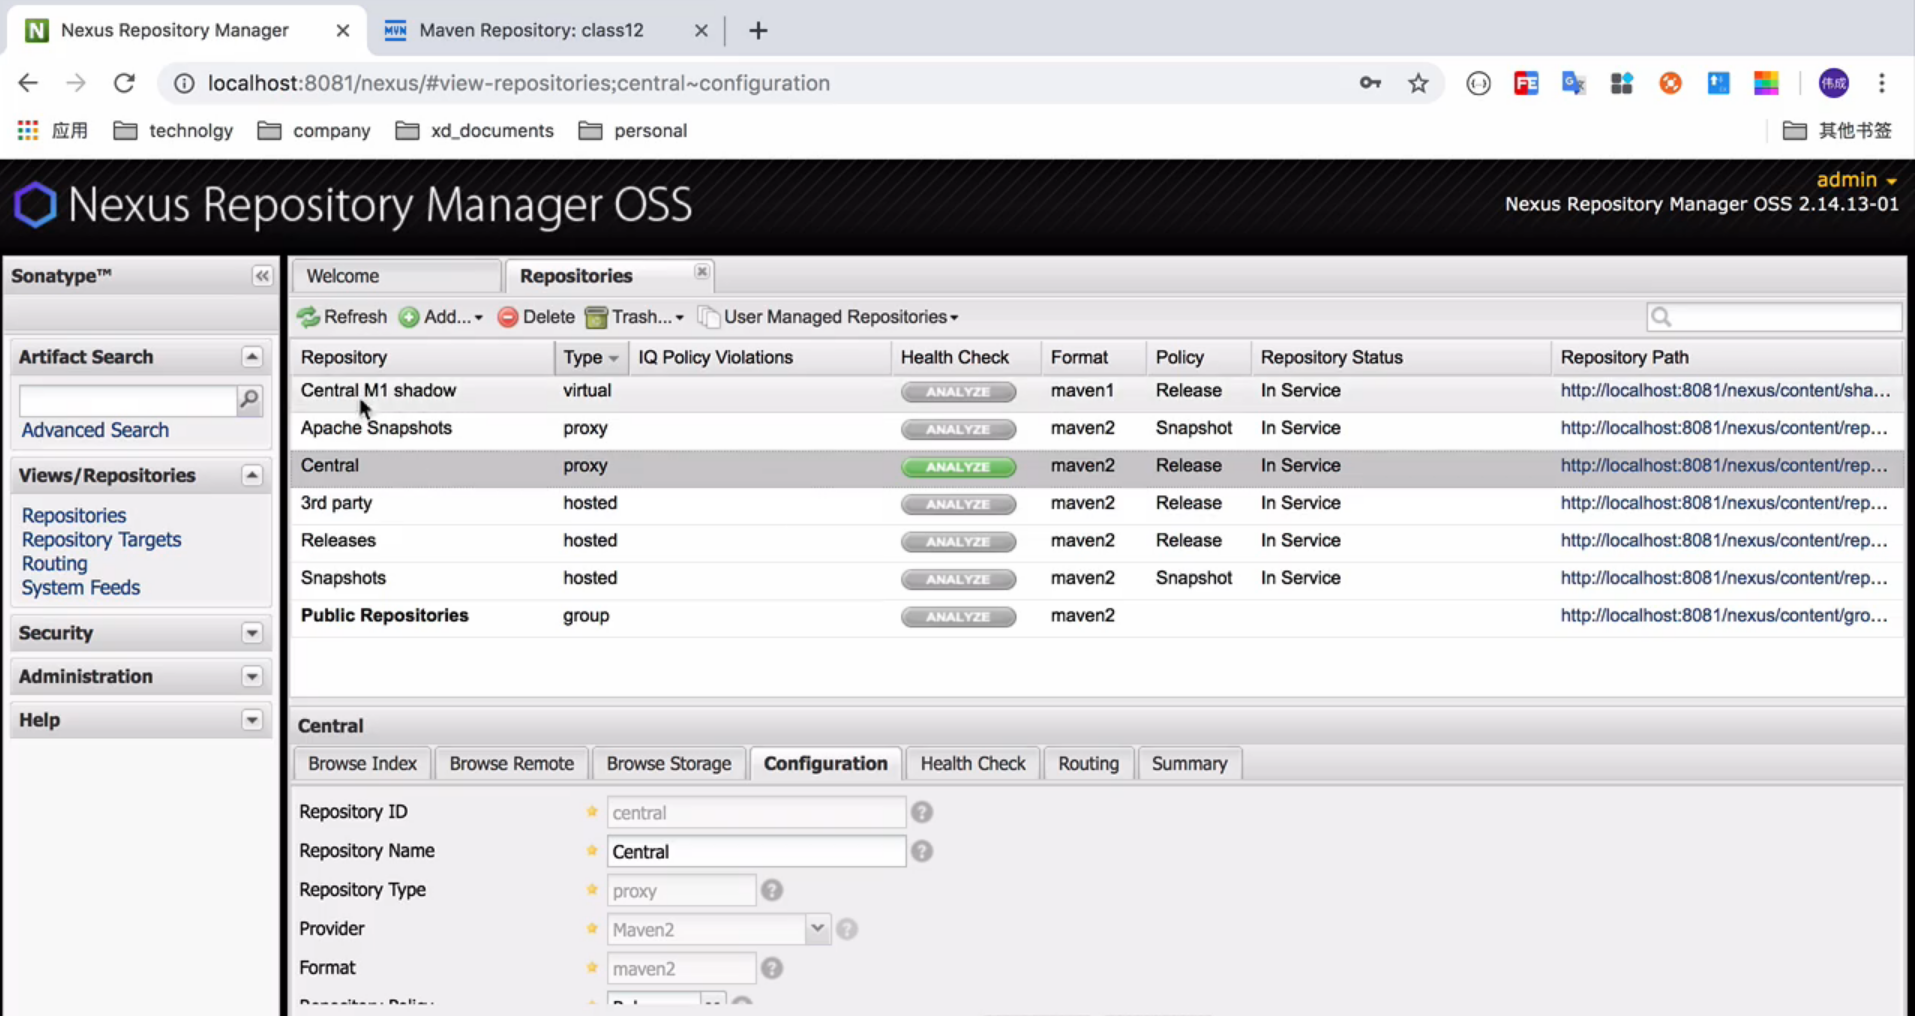 Nexus Repository Manager
MVN Maven Repository: class12
localhost:8081/nexus/#view-repositories;central~configuration
伟成
应用 technolgy company xd_documents personal 其他书签
Nexus Repository Manager OSS
admin
Nexus Repository Manager OSS 2.14.13-01
Sonatype™
Artifact Search
Advanced Search
Views/Repositories
Repositories
Repository Targets
Routing
System Feeds
Security
Administration
Help
Welcome Repositories
Refresh Add... Delete Trash... User Managed Repositories
Repository Type IQ Policy Violations Health Check Format Policy Repository Status Repository Path
Central M1 shadow virtual ANALYZE maven1 Release In Service http://localhost:8081/nexus/content/sha...
Apache Snapshots proxy ANALYZE maven2 Snapshot In Service http://localhost:8081/nexus/content/rep...
Central proxy ANALYZE maven2 Release In Service http://localhost:8081/nexus/content/rep...
3rd party hosted ANALYZE maven2 Release In Service http://localhost:8081/nexus/content/rep...
Releases hosted ANALYZE maven2 Release In Service http://localhost:8081/nexus/content/rep...
Snapshots hosted ANALYZE maven2 Snapshot In Service http://localhost:8081/nexus/content/rep...
Public Repositories group ANALYZE maven2 http://localhost:8081/nexus/content/gro...
Central
Browse Index Browse Remote Browse Storage Configuration Health Check Routing Summary
Repository ID central
Repository Name Central
Repository Type proxy
Provider Maven2
Format maven2
Repository Policy